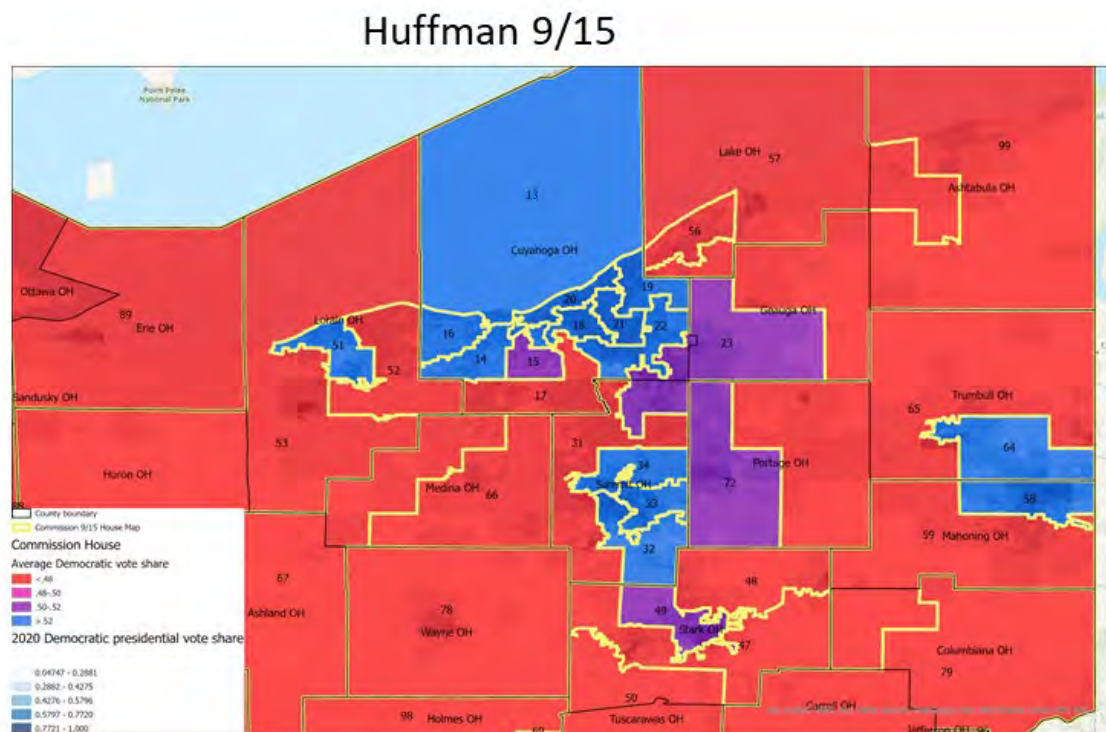 Huffman 9/15
Point Pelee
National Park
Lake OH
57
99
Ashtabula OH
13
Cuyahoga OH
56
Ottawa OH
89
Erie OH
Lorain OH
20
19
Geauga OH
16
51
18
21
22
52
14
15
23
Sandusky OH
17
Trumbull OH
65
53
31
64
Huron OH
34
Portage OH
Medina OH
66
Summit OH
72
33
58
88
59
Mahoning OH
32
67
48
Ashland OH
78
Wayne OH
49
Stark OH
47
Columbiana OH
79
50
98
Holmes OH
Tuscarawas OH
Carroll OH
69
Jefferson OH
96
County boundary
Commission 9/15 House Map
Commission House
Average Democratic vote share
<.48
.48-.50
.50-.52
>.52
2020 Democratic presidential vote share
0.04747 - 0.2881
0.2882 - 0.4275
0.4276 - 0.5796
0.5797 - 0.7720
0.7721 - 1.000